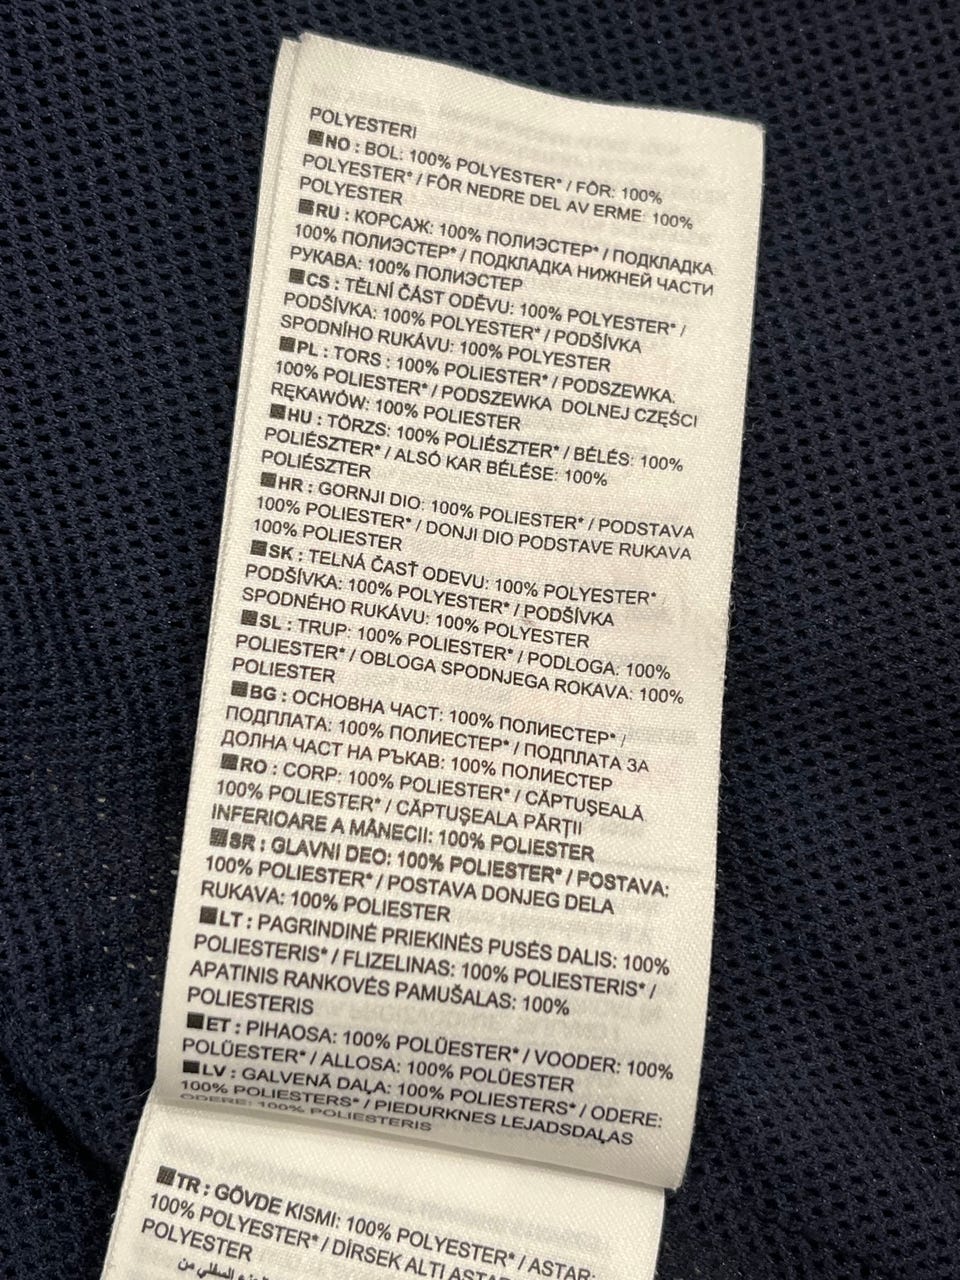 POLYESTERI
NO : BOL: 100% POLYESTER* / FÔR: 100%
POLYESTER* / FÔR NEDRE DEL AV ERME: 100%
POLYESTER
RU : КОРСАЖ: 100% ПОЛИЭСТЕР* / ПОДКЛАДКА:
100% ПОЛИЭСТЕР* / ПОДКЛАДКА НИЖНЕЙ ЧАСТИ
РУКАВА: 100% ПОЛИЭСТЕР
CS : TĚLNÍ ČÁST ODĚVU: 100% POLYESTER* /
PODŠÍVKA: 100% POLYESTER* / PODŠÍVKA
SPODNÍHO RUKÁVU: 100% POLYESTER
PL : TORS : 100% POLIESTER* / PODSZEWKA:
100% POLIESTER* / PODSZEWKA DOLNEJ CZĘŚCI
RĘKAWÓW: 100% POLIESTER
HU : TÖRZS: 100% POLIÉSZTER* / BÉLÉS: 100%
POLIÉSZTER* / ALSÓ KAR BÉLÉSE: 100%
POLIÉSZTER
HR : GORNJI DIO: 100% POLIESTER* / PODSTAVA
100% POLIESTER* / DONJI DIO PODSTAVE RUKAVA
100% POLIESTER
SK : TELNÁ ČASŤ ODEVU: 100% POLYESTER*
PODŠÍVKA: 100% POLYESTER* / PODŠÍVKA
SPODNÉHO RUKÁVU: 100% POLYESTER
SL : TRUP: 100% POLIESTER* / PODLOGA: 100%
POLIESTER* / OBLOGA SPODNJEGA ROKAVA: 100%
POLIESTER
BG : ОСНОВНА ЧАСТ: 100% ПОЛИЕСТЕР* /
ПОДПЛАТА: 100% ПОЛИЕСТЕР* / ПОДПЛАТА ЗА
ДОЛНА ЧАСТ НА РЪКАВ: 100% ПОЛИЕСТЕР
RO : CORP: 100% POLIESTER* / CĂPTUŞEALĂ
100% POLIESTER* / CĂPTUŞEALA PĂRŢII
INFERIOARE A MÂNECII: 100% POLIESTER
SR : GLAVNI DEO: 100% POLIESTER* / POSTAVA:
100% POLIESTER* / POSTAVA DONJEG DELA
RUKAVA: 100% POLIESTER
LT : PAGRINDINĖ PRIEKINĖS PUSĖS DALIS: 100%
POLIESTERIS* / FLIZELINAS: 100% POLIESTERIS* /
APATINIS RANKOVĖS PAMUŠALAS: 100%
POLIESTERIS
ET : PIHAOSA: 100% POLÜESTER* / VOODER: 100%
POLÜESTER* / ALLOSA: 100% POLÜESTER
LV : GALVENĀ DAĻA: 100% POLIESTERS* / ODERE:
100% POLIESTERS* / PIEDURKNES LEJASDAĻAS
ODERE: 100% POLIESTERIS
TR : GÖVDE KISMI: 100% POLYESTER* / ASTAR:
100% POLYESTER* / DİRSEK ALTI ASTAR:
POLYESTER
السفلي من